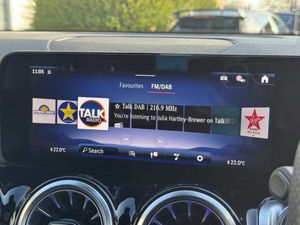 11:05
Favourites FM/DAB
Talk DAB | 216.9 MHz
You're listening to Julia Hartley-Brewer on Talk
TALK
RADIO
Search
22.0°C
22.0°C